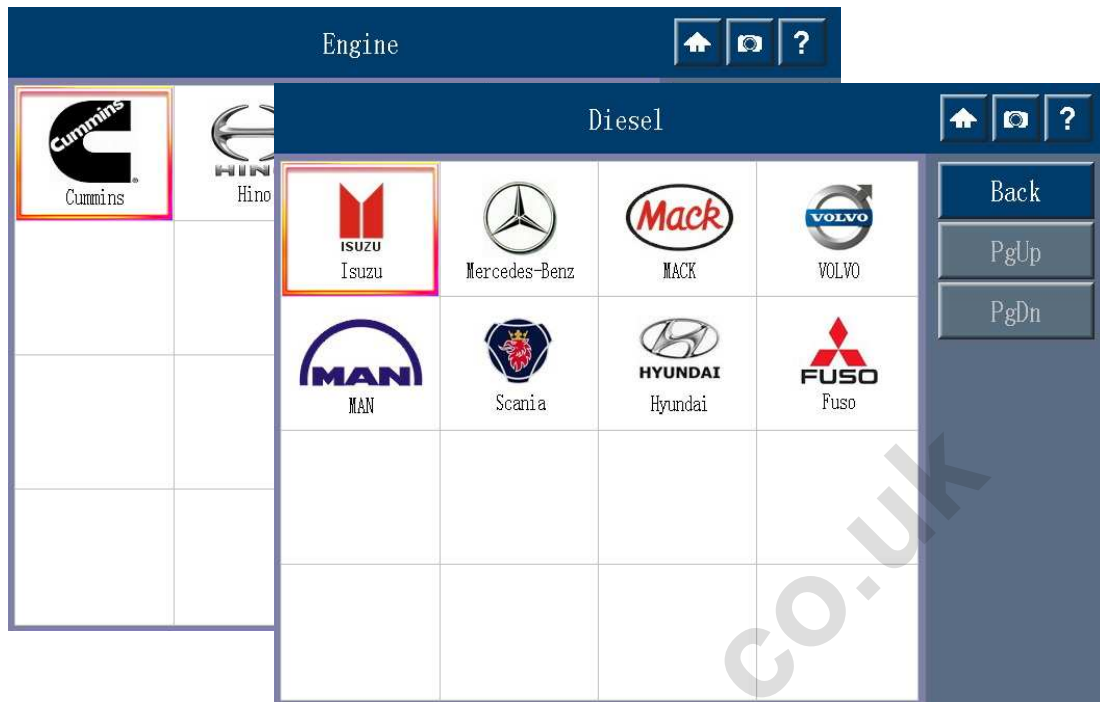 Engine
?
Cummins
Cummins
HIN
Hino
Diesel
?
ISUZU
Isuzu
Mercedes-Benz
Mack
MACK
VOLVO
VOLVO
Back
PgUp
PgDn
MAN
MAN
Scania
HYUNDAI
Hyundai
FUSO
Fuso
co.uk